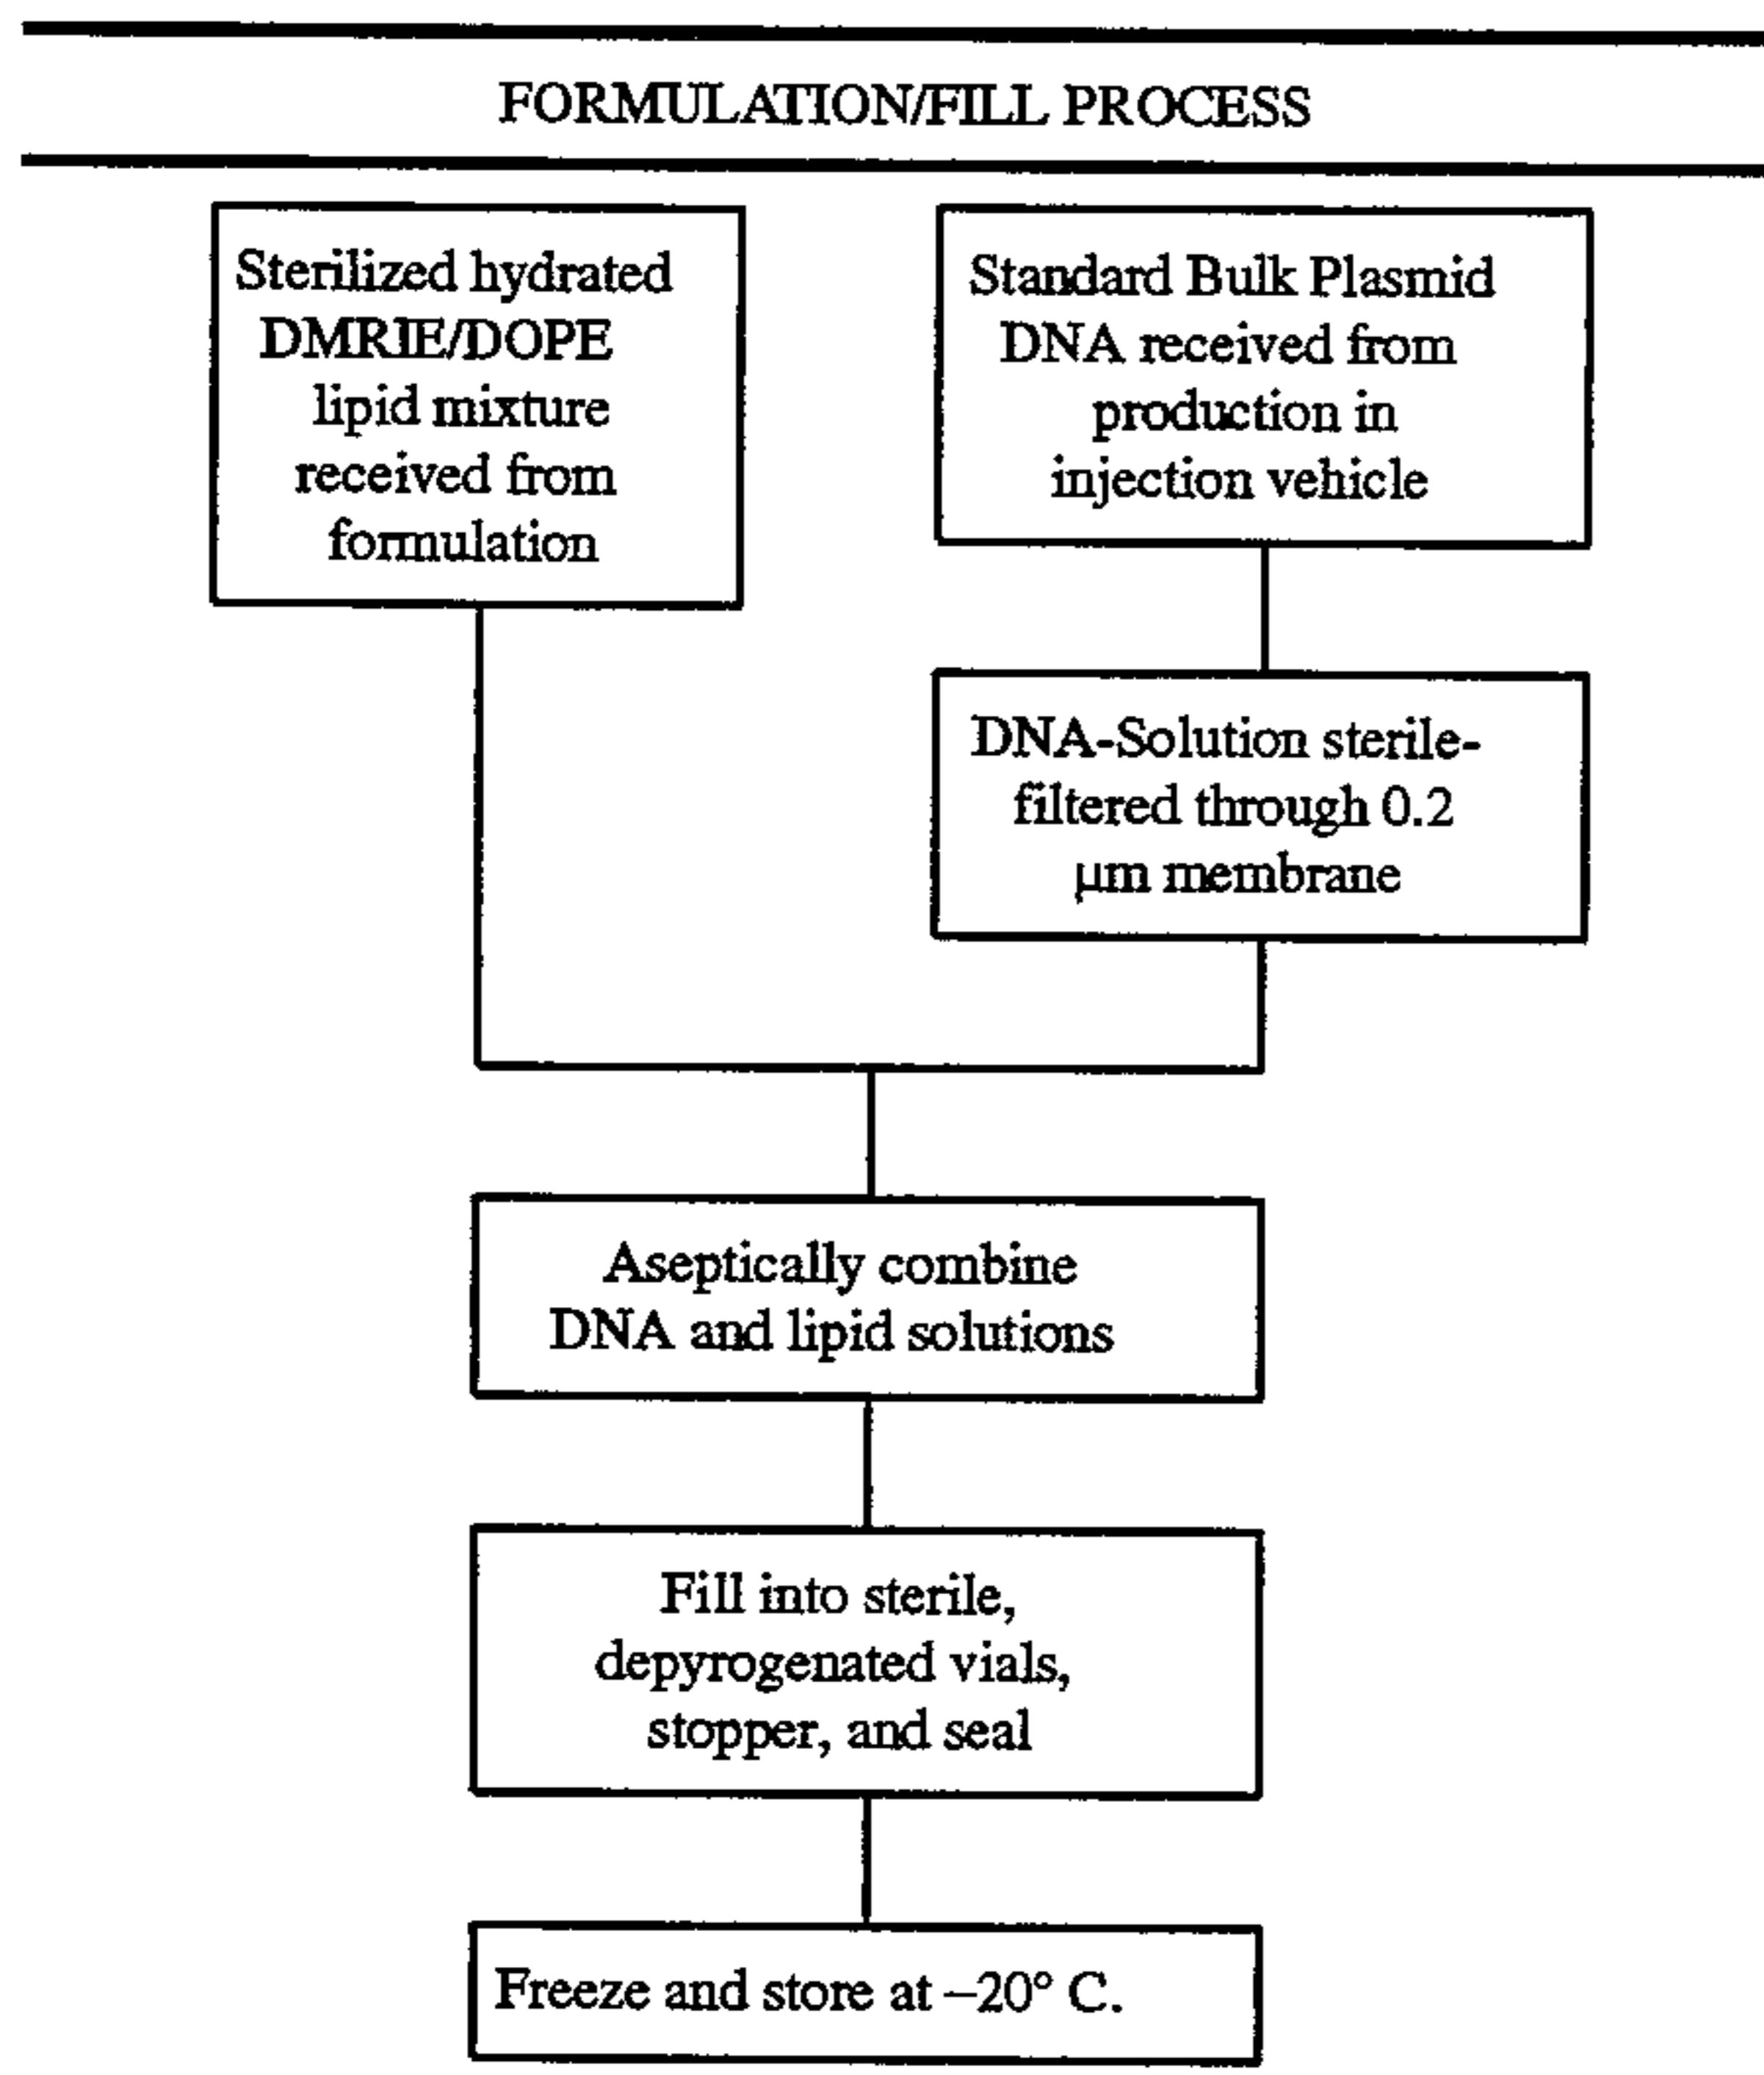 FORMULATION/FILL PROCESS
Sterilized hydrated
DMRIE/DOPE
lipid mixture
received from
formulation
Standard Bulk Plasmid
DNA received from
production in
injection vehicle
DNA-Solution sterile-
filtered through 0.2
μm membrane
Aseptically combine
DNA and lipid solutions
Fill into sterile,
depyrogenated vials,
stopper, and seal
Freeze and store at –20° C.